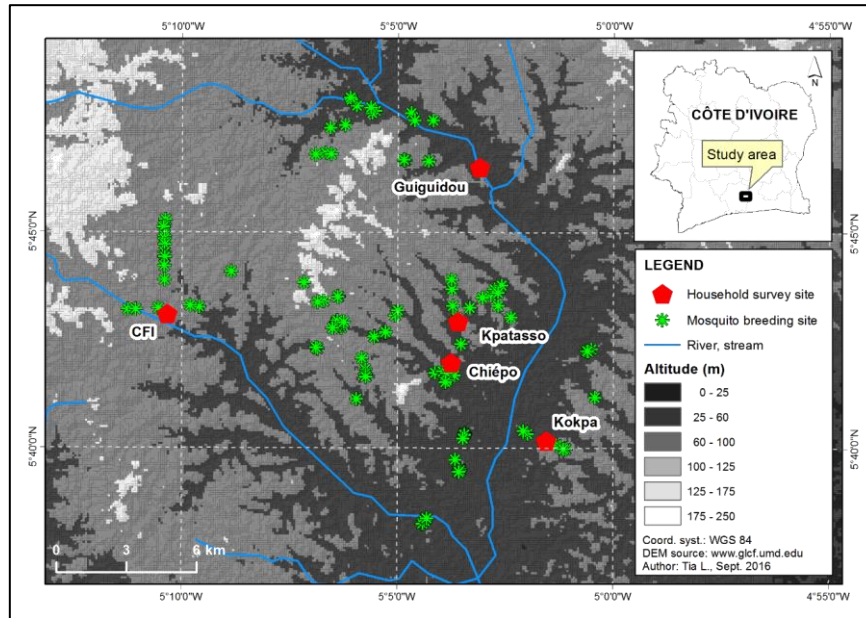 5°10'0"W
5°55'0"W
5°0'0"W
4°55'0"W
N
CÔTE D'IVOIRE
Study area
Guiguidou
5°45'0"N
5°45'0"N
LEGEND
Household survey site
Mosquito breeding site
River, stream
Altitude (m)
0 - 25
25 - 60
60 - 100
100 - 125
125 - 175
175 - 250
CFI
Kpatasso
Chiépo
Kokpa
5°40'0"N
5°40'0"N
Coord. syst.: WGS 84
DEM source: www.glcf.umd.edu
Author: Tia L., Sept. 2016
0 3 6 km
5°10'0"W
5°55'0"W
5°0'0"W
4°55'0"W